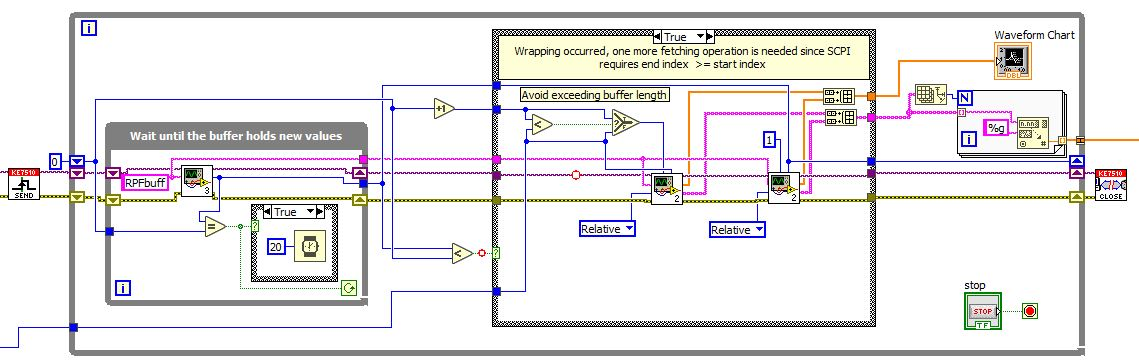 i
True
Wrapping occurred, one more fetching operation is needed since SCPI
requires end index >= start index
Waveform Chart
DBL
Avoid exceeding buffer length
+1
<
?
T
F
N
i
%g
Wait until the buffer holds new values
0
1
KE7510
SEND
RPFbuff
3
2
2
KE7510
CLOSE
=
True
?
20
Relative
Relative
<
?
i
stop
STOP
TF